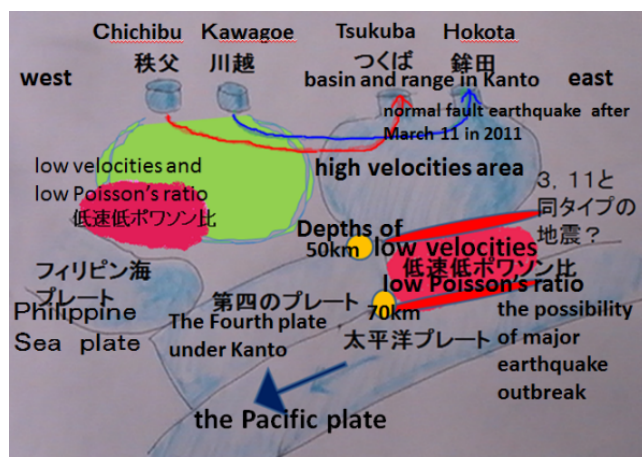 Chichibu Kawagoe Tsukuba Hokota
秩父 川越 つくば 鉾田
west
basin and range in Kanto
east
normal fault earthquake after
March 11 in 2011
low velocities and
low Poisson's ratio
低速低ポワソン比
high velocities area
3，11と
同タイプの
地震？
Depths of
50km
low velocities
低速低ポワソン比
low Poisson's ratio
70km
フィリピン海
プレート
Philippine
Sea plate
第四のプレート
The Fourth plate
under Kanto
太平洋プレート
the possibility
of major
earthquake
outbreak
the Pacific plate